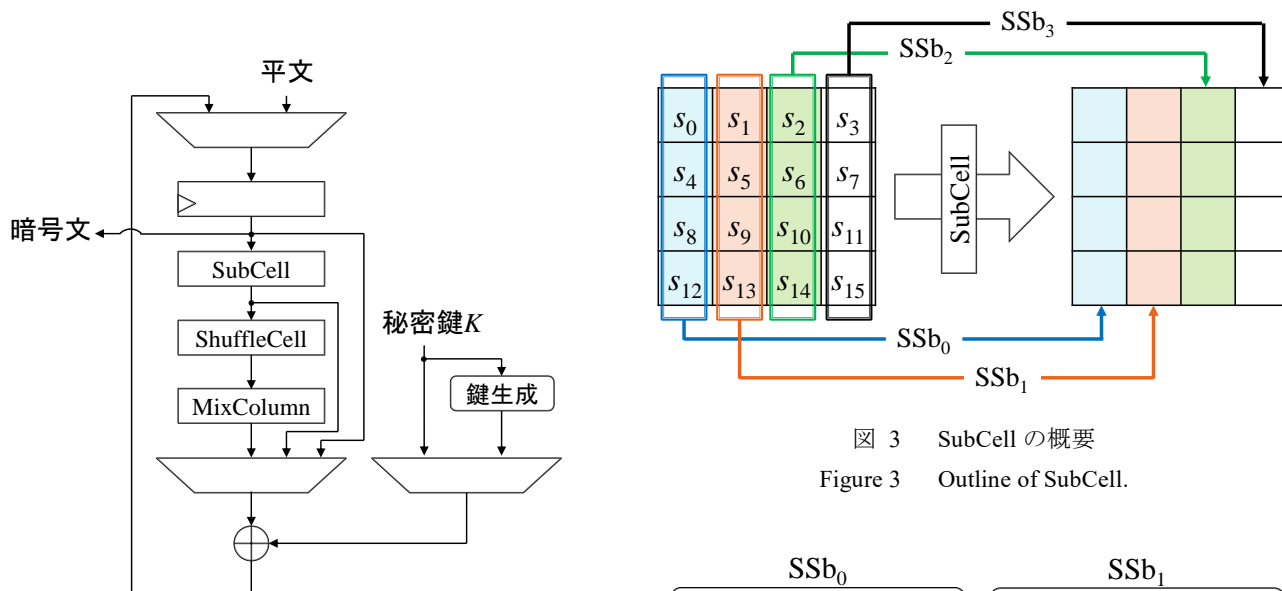 平文
暗号文
SubCell
ShuffleCell
MixColumn
秘密鍵K
鍵生成
SSb3
SSb2
s0 s1 s2 s3
s4 s5 s6 s7
s8 s9 s10 s11
s12 s13 s14 s15
SubCell
SSb0
SSb1
図 3 SubCell の概要
Figure 3 Outline of SubCell.
SSb0 SSb1